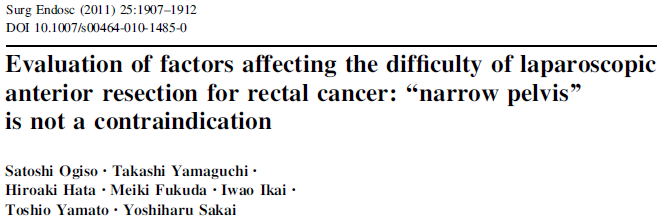 Surg Endosc (2011) 25:1907–1912
DOI 10.1007/s00464-010-1485-0
Evaluation of factors affecting the difficulty of laparoscopic
anterior resection for rectal cancer: “narrow pelvis”
is not a contraindication
Satoshi Ogiso · Takashi Yamaguchi ·
Hiroaki Hata · Meiki Fukuda · Iwao Ikai ·
Toshio Yamato · Yoshiharu Sakai